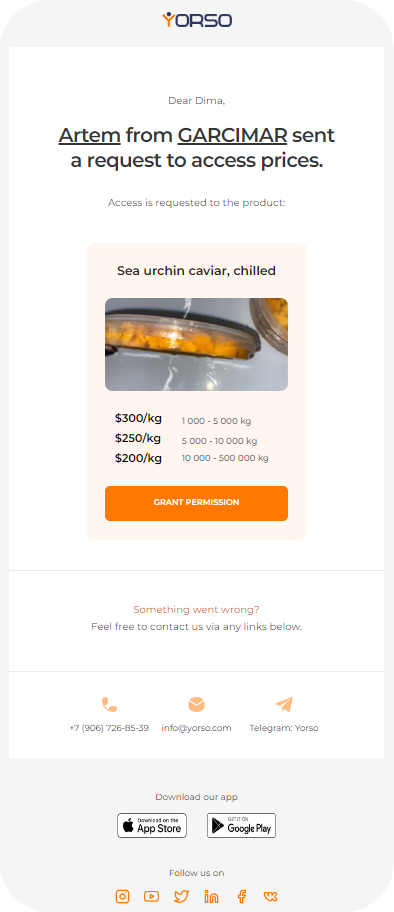 YORSO
Dear Dima,
Artem from GARCIMAR sent
a request to access prices.
Access is requested to the product:
Sea urchin caviar, chilled
$300/kg 1 000 - 5 000 kg
$250/kg 5 000 - 10 000 kg
$200/kg 10 000 - 500 000 kg
GRANT PERMISSION
Something went wrong?
Feel free to contact us via any links below.
+7 (906) 726-85-39 info@yorso.com Telegram: Yorso
Download our app
Download on the GET IT ON
App Store Google Play
Follow us on